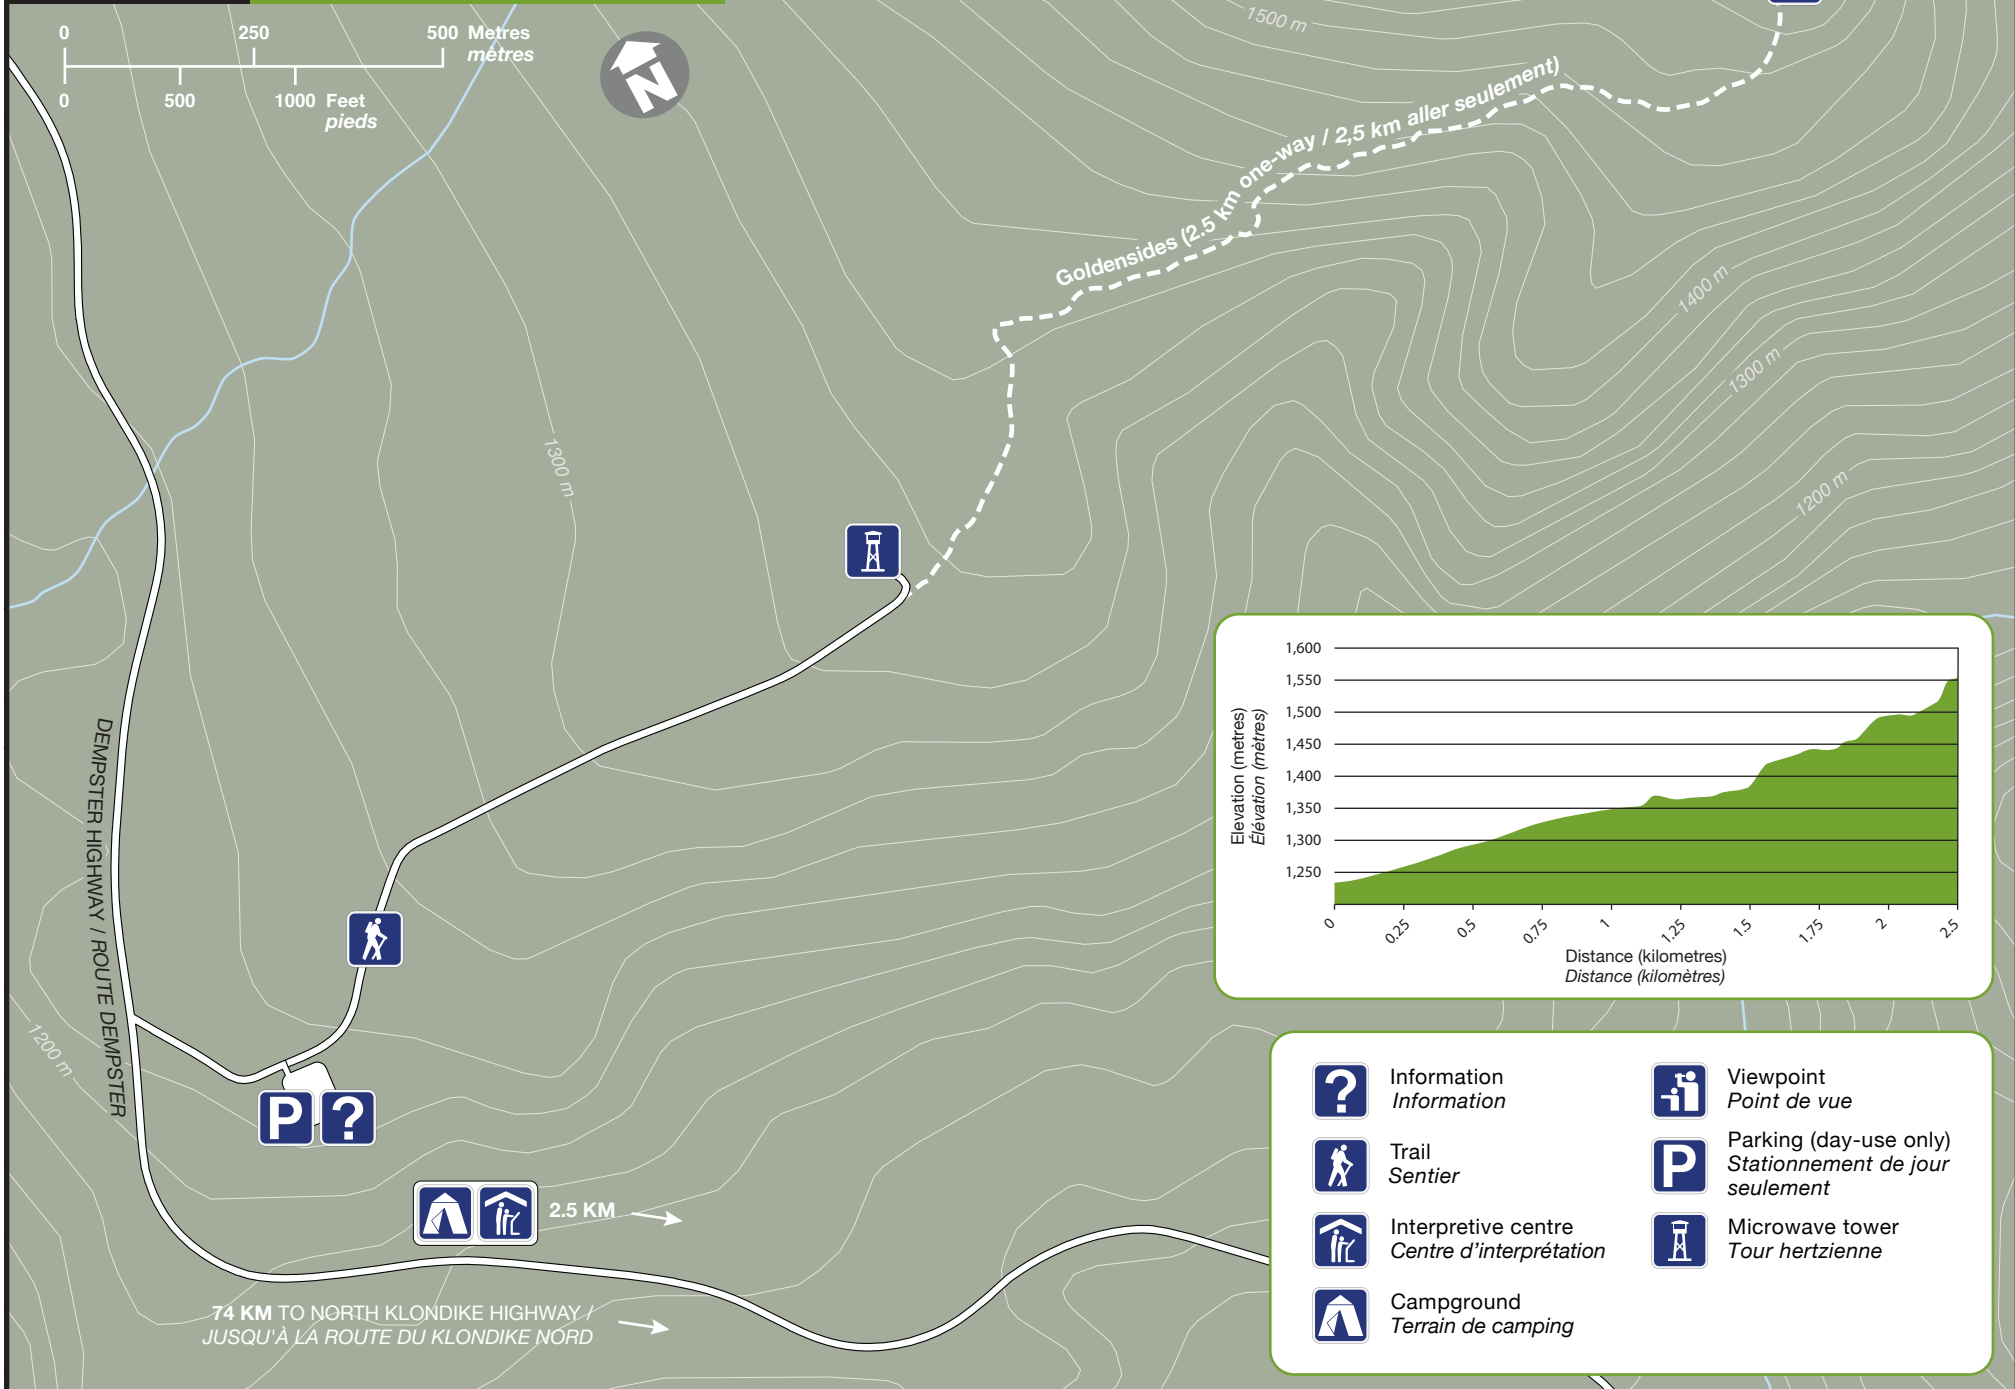 0 250 500 Metres
mètres
0 500 1000 Feet
pieds
N
1500 m
Goldensides (2.5 km one-way / 2,5 km aller seulement)
1400 m
1300 m
1200 m
1300 m
1200 m
DEMPSTER HIGHWAY / ROUTE DEMPSTER
P ?
2.5 KM
74 KM TO NORTH KLONDIKE HIGHWAY /
JUSQU'À LA ROUTE DU KLONDIKE NORD
Elevation (metres)
Élévation (mètres)
1,600
1,550
1,500
1,450
1,400
1,350
1,300
1,250
0 0.25 0.5 0.75 1 1.25 1.5 1.75 2 2.5
Distance (kilometres)
Distance (kilomètres)
?
Information
Information
Trail
Sentier
Interpretive centre
Centre d'interprétation
Campground
Terrain de camping
Viewpoint
Point de vue
P
Parking (day-use only)
Stationnement de jour
seulement
Microwave tower
Tour hertzienne